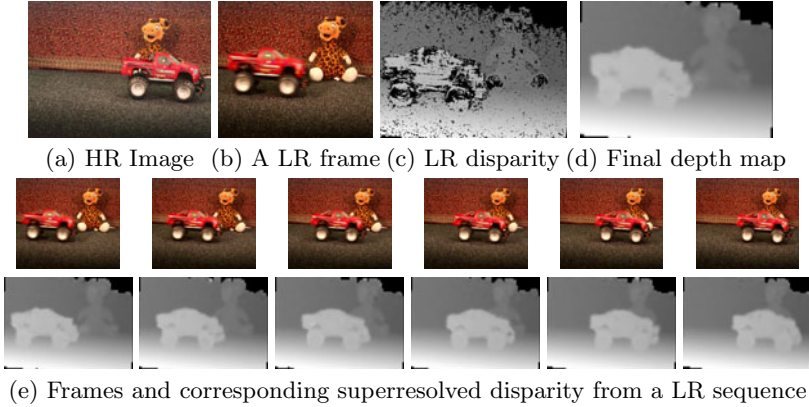 (a) HR Image (b) A LR frame (c) LR disparity (d) Final depth map
(e) Frames and corresponding superresolved disparity from a LR sequence